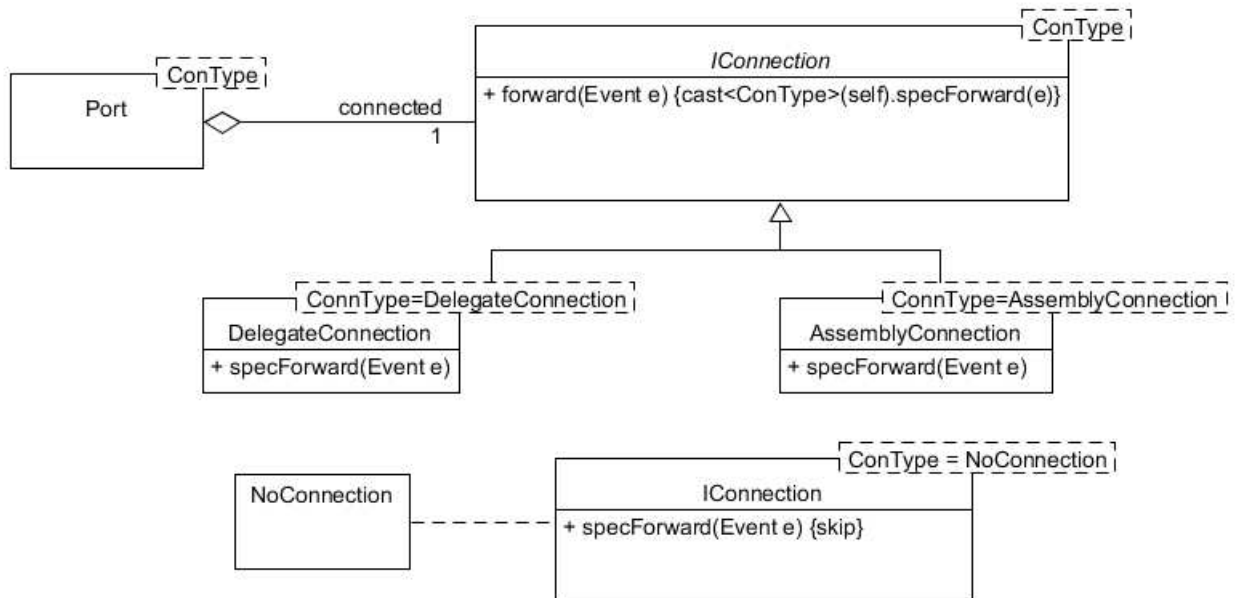 ConType
IConnection
+ forward(Event e) {cast<ConType>(self).specForward(e)}
ConType
Port
connected
1
ConnType=DelegateConnection
DelegateConnection
+ specForward(Event e)
ConnType=AssemblyConnection
AssemblyConnection
+ specForward(Event e)
ConType = NoConnection
NoConnection
IConnection
+ specForward(Event e) {skip}